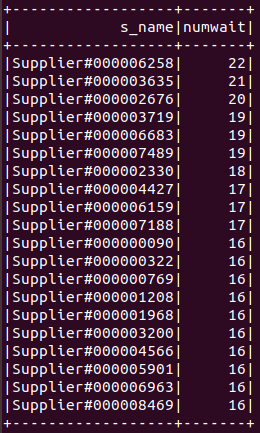 +------------------+-------+
|            s_name|numwait|
+------------------+-------+
|Supplier#000006258|     22|
|Supplier#000003635|     21|
|Supplier#000002676|     20|
|Supplier#000003719|     19|
|Supplier#000006683|     19|
|Supplier#000007489|     19|
|Supplier#000002330|     18|
|Supplier#000004427|     17|
|Supplier#000006159|     17|
|Supplier#000007188|     17|
|Supplier#000000090|     16|
|Supplier#000000322|     16|
|Supplier#000000769|     16|
|Supplier#000001208|     16|
|Supplier#000001968|     16|
|Supplier#000003200|     16|
|Supplier#000004566|     16|
|Supplier#000005901|     16|
|Supplier#000006963|     16|
|Supplier#000008469|     16|
+------------------+-------+